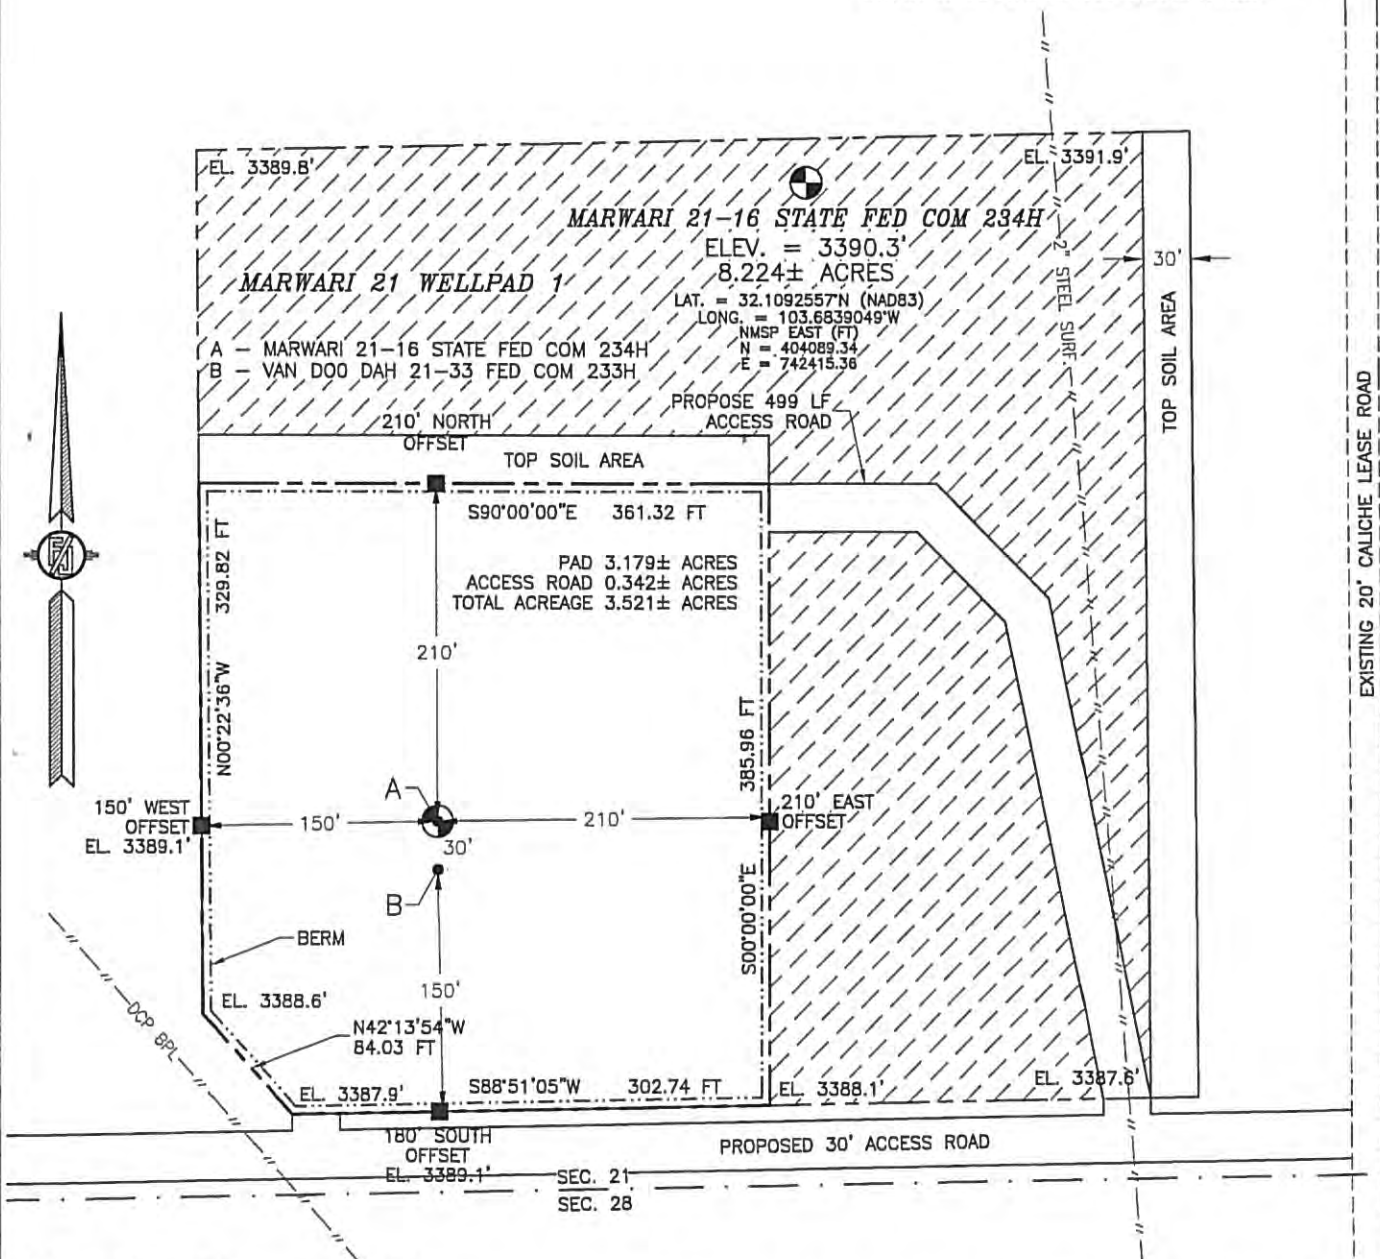 EL. 3389.8'
EL. 3391.9'
MARWARI 21-16 STATE FED COM 234H
ELEV. = 3390.3'
8.224± ACRES
LAT. = 32.1092557°N (NAD83)
LONG. = 103.6839049°W
NMSP EAST (FT)
N = 404089.34
E = 742415.36
MARWARI 21 WELLPAD 1
2" STEEL SURF.
30'
TOP SOIL AREA
EXISTING 20' CALICHE LEASE ROAD
A - MARWARI 21-16 STATE FED COM 234H
B - VAN DOO DAH 21-33 FED COM 233H
PROPOSE 499 LF
ACCESS ROAD
210' NORTH
OFFSET
TOP SOIL AREA
S90°00'00"E 361.32 FT
PAD 3.179± ACRES
ACCESS ROAD 0.342± ACRES
TOTAL ACREAGE 3.521± ACRES
N00°22'36"W 329.82 FT
210'
S00°00'00"E 385.96 FT
A
150' WEST
OFFSET
EL. 3389.1'
150'
210'
210' EAST
OFFSET
30'
B
BERM
150'
EL. 3388.6'
DCP BPL
N42°13'54"W
84.03 FT
EL. 3387.9'
S88°51'05"W 302.74 FT
EL. 3388.1'
EL. 3387.6'
180' SOUTH
OFFSET
EL. 3389.1'
PROPOSED 30' ACCESS ROAD
SEC. 21
SEC. 28